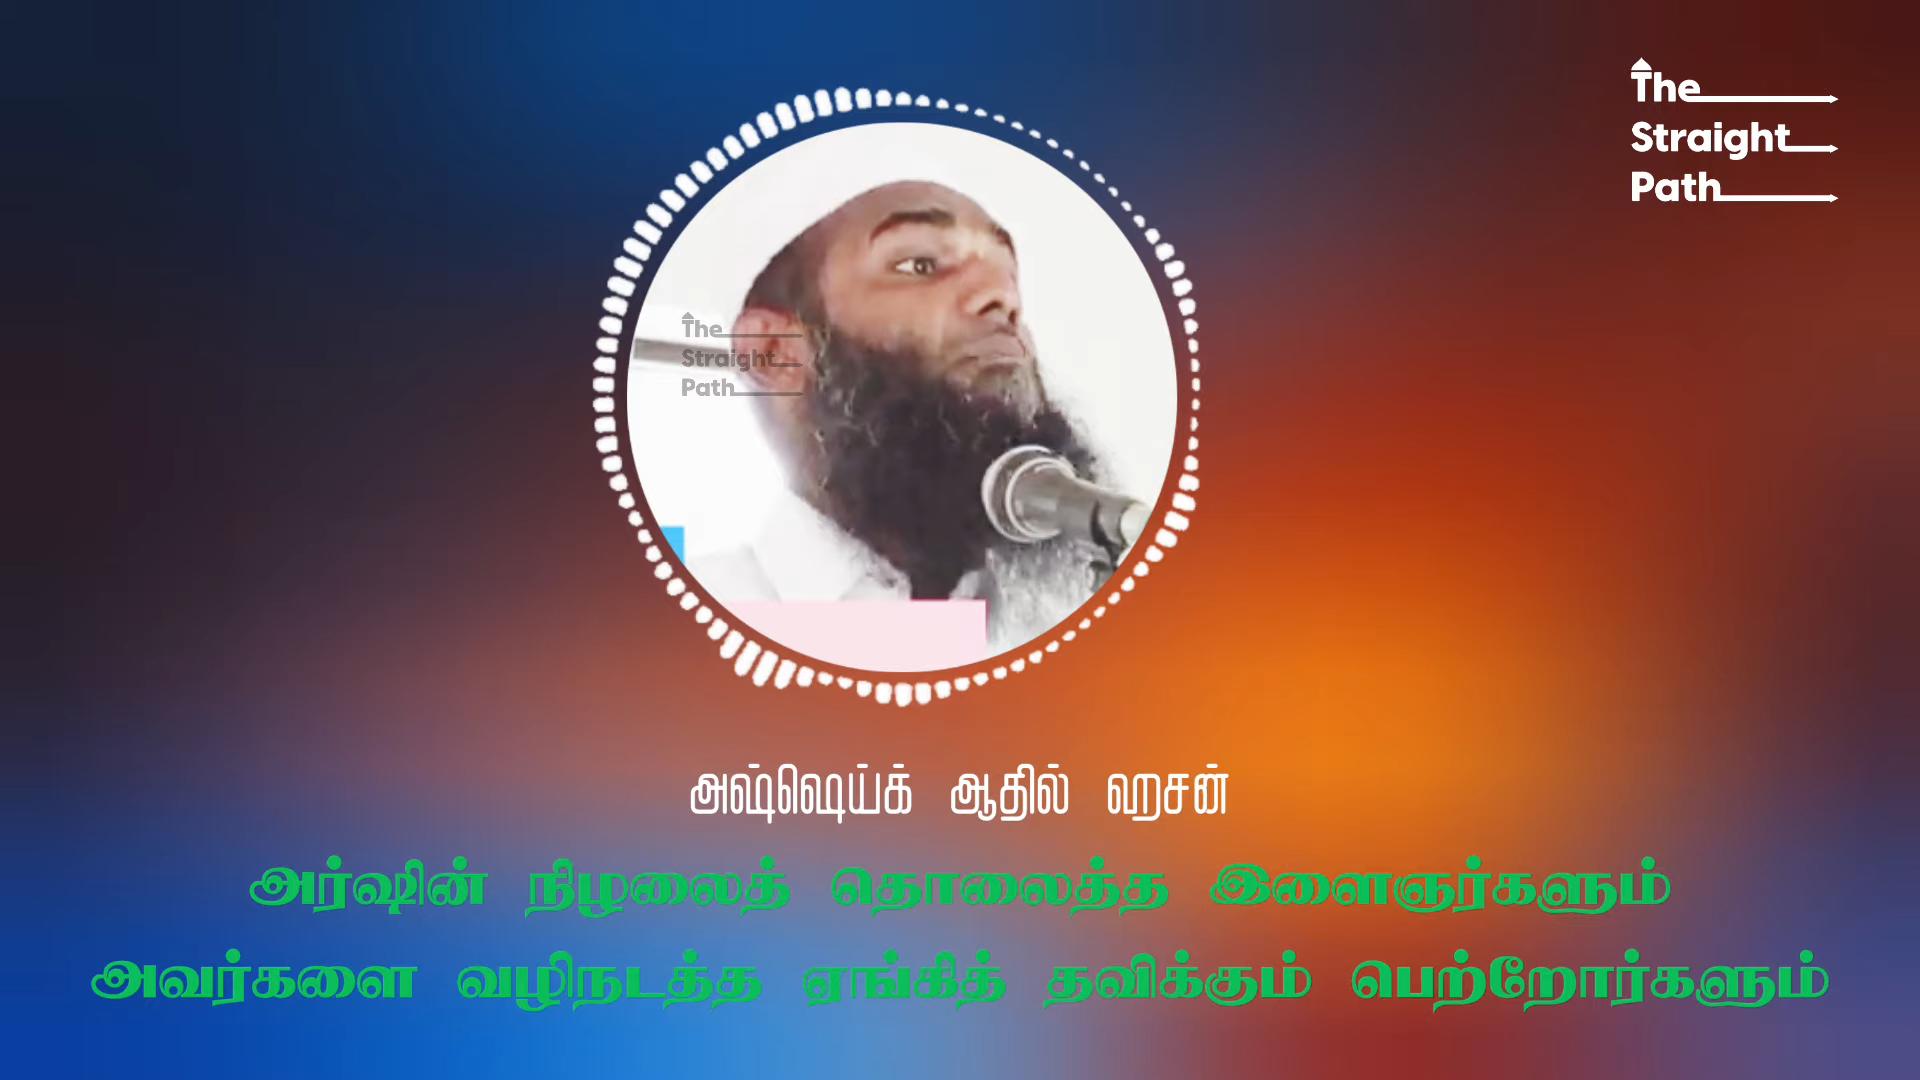 The
Straight
Path
The
Straight
Path
அஷ்ஷெய்க் ஆதில் ஹசன்
அர்ஷின் நிழலைத் தொலைத்த இளைஞர்களும்
அவர்களை வழிநடத்த ஏங்கித் தவிக்கும் பெற்றோர்களும்